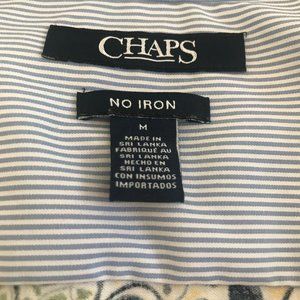 CHAPS
NO IRON
M
MADE IN
SRI LANKA
FABRIQUÉ AU
SRI LANKA
HECHO EN
SRI LANKA
CON INSUMOS
IMPORTADOS